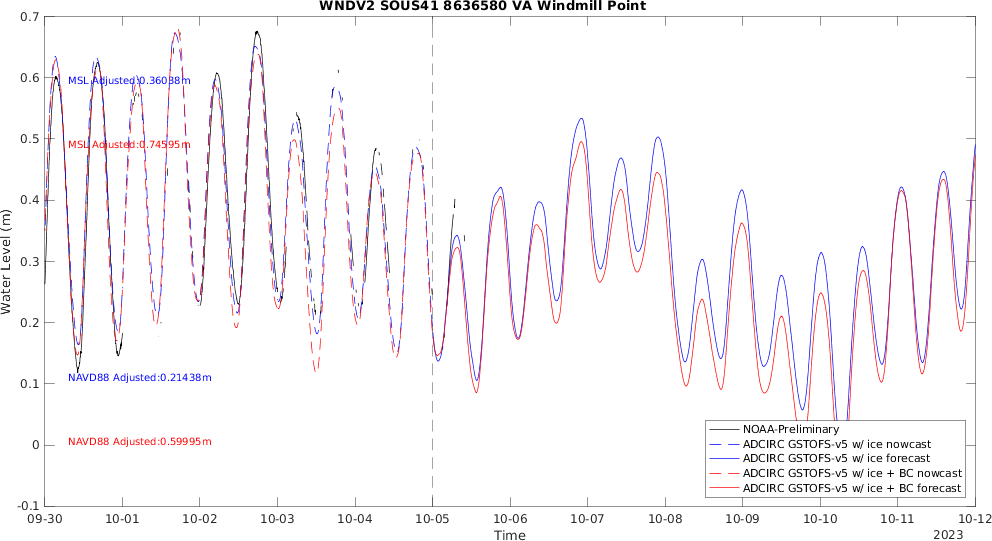 WNDV2 SOUS41 8636580 VA Windmill Point
0.7
0.6
0.5
0.4
0.3
0.2
0.1
0
-0.1
Water Level (m)
MSL Adjusted:0.36038m
MSL Adjusted:0.74595m
NAVD88 Adjusted:0.21438m
NAVD88 Adjusted:0.59995m
NOAA-Preliminary
ADCIRC GSTOFS-v5 w/ ice nowcast
ADCIRC GSTOFS-v5 w/ ice forecast
ADCIRC GSTOFS-v5 w/ ice + BC nowcast
ADCIRC GSTOFS-v5 w/ ice + BC forecast
09-30 10-01 10-02 10-03 10-04 10-05 10-06 10-07 10-08 10-09 10-10 10-11 10-12
Time
2023